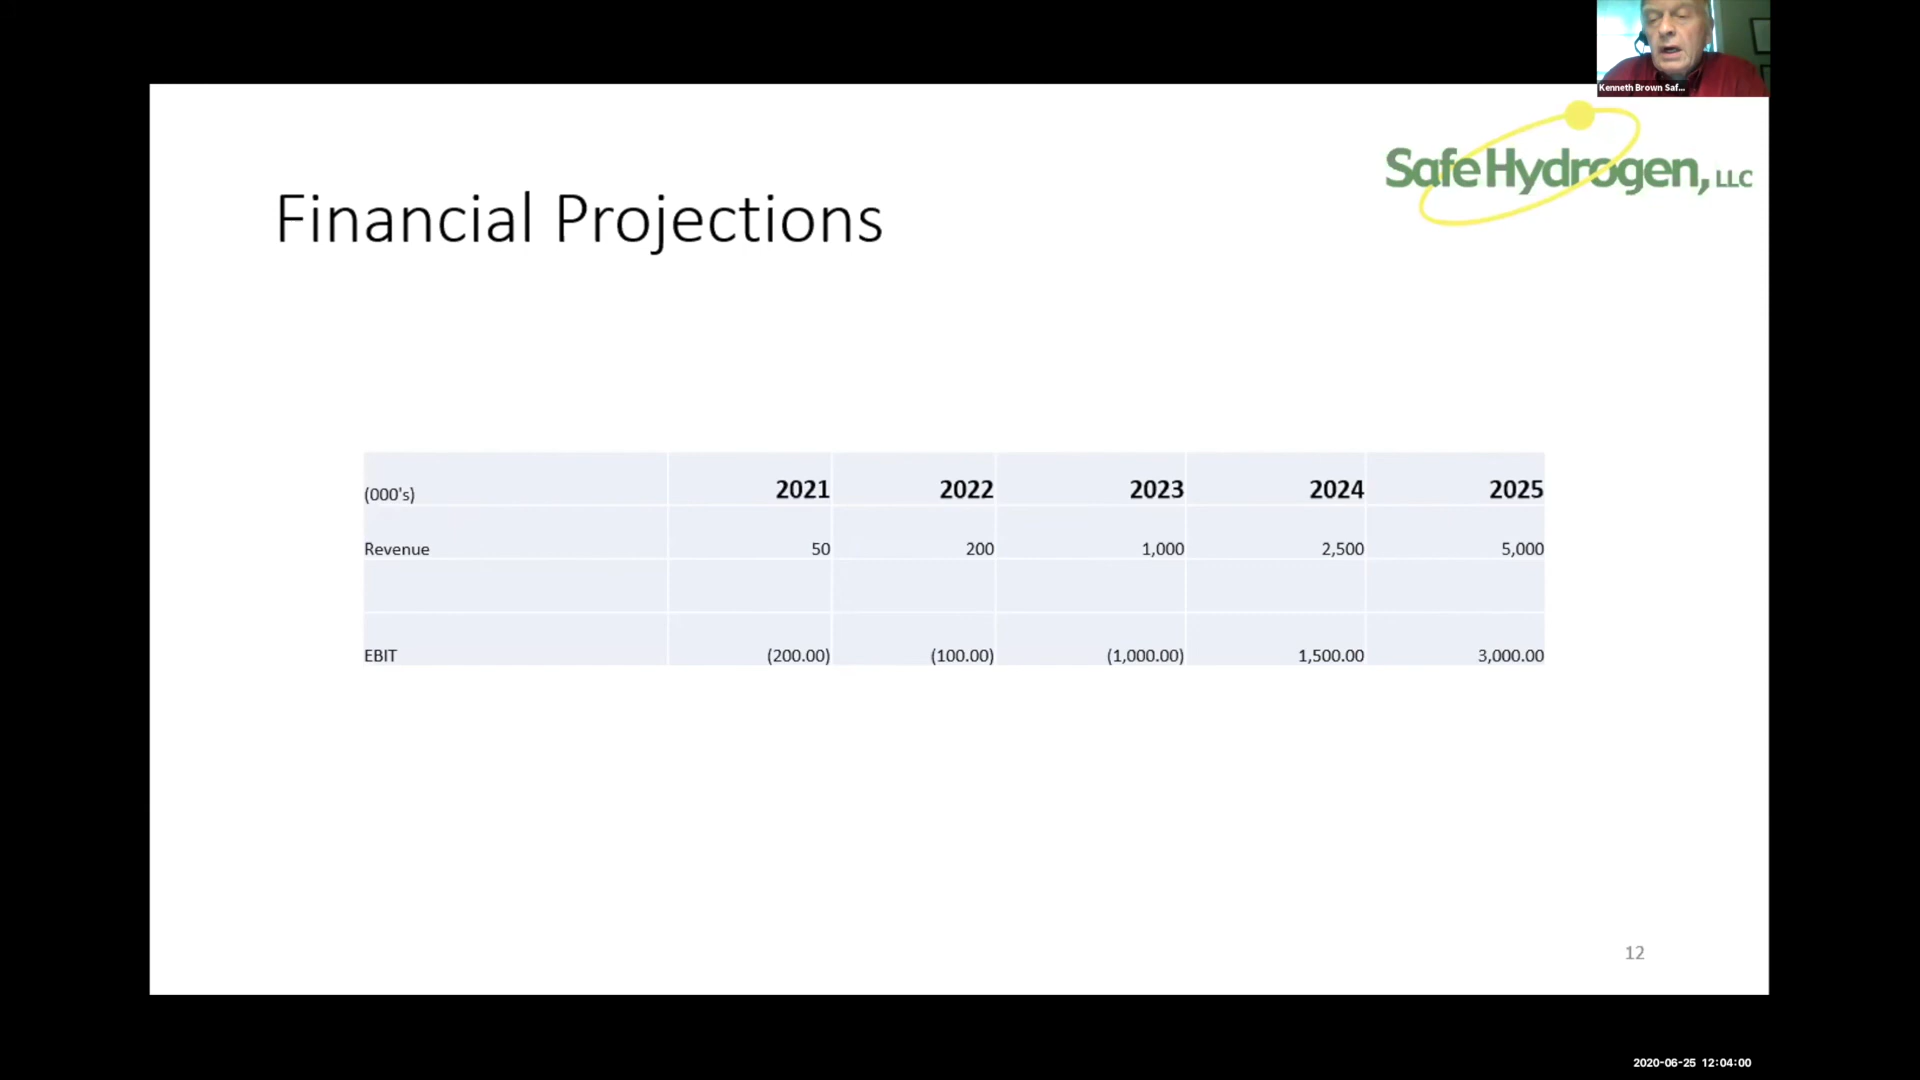 Kenneth Brown Saf...
SafeHydrogen, LLC
Financial Projections
(000's) 2021 2022 2023 2024 2025
Revenue 50 200 1,000 2,500 5,000
EBIT (200.00) (100.00) (1,000.00) 1,500.00 3,000.00
12
2020-06-25 12:04:00